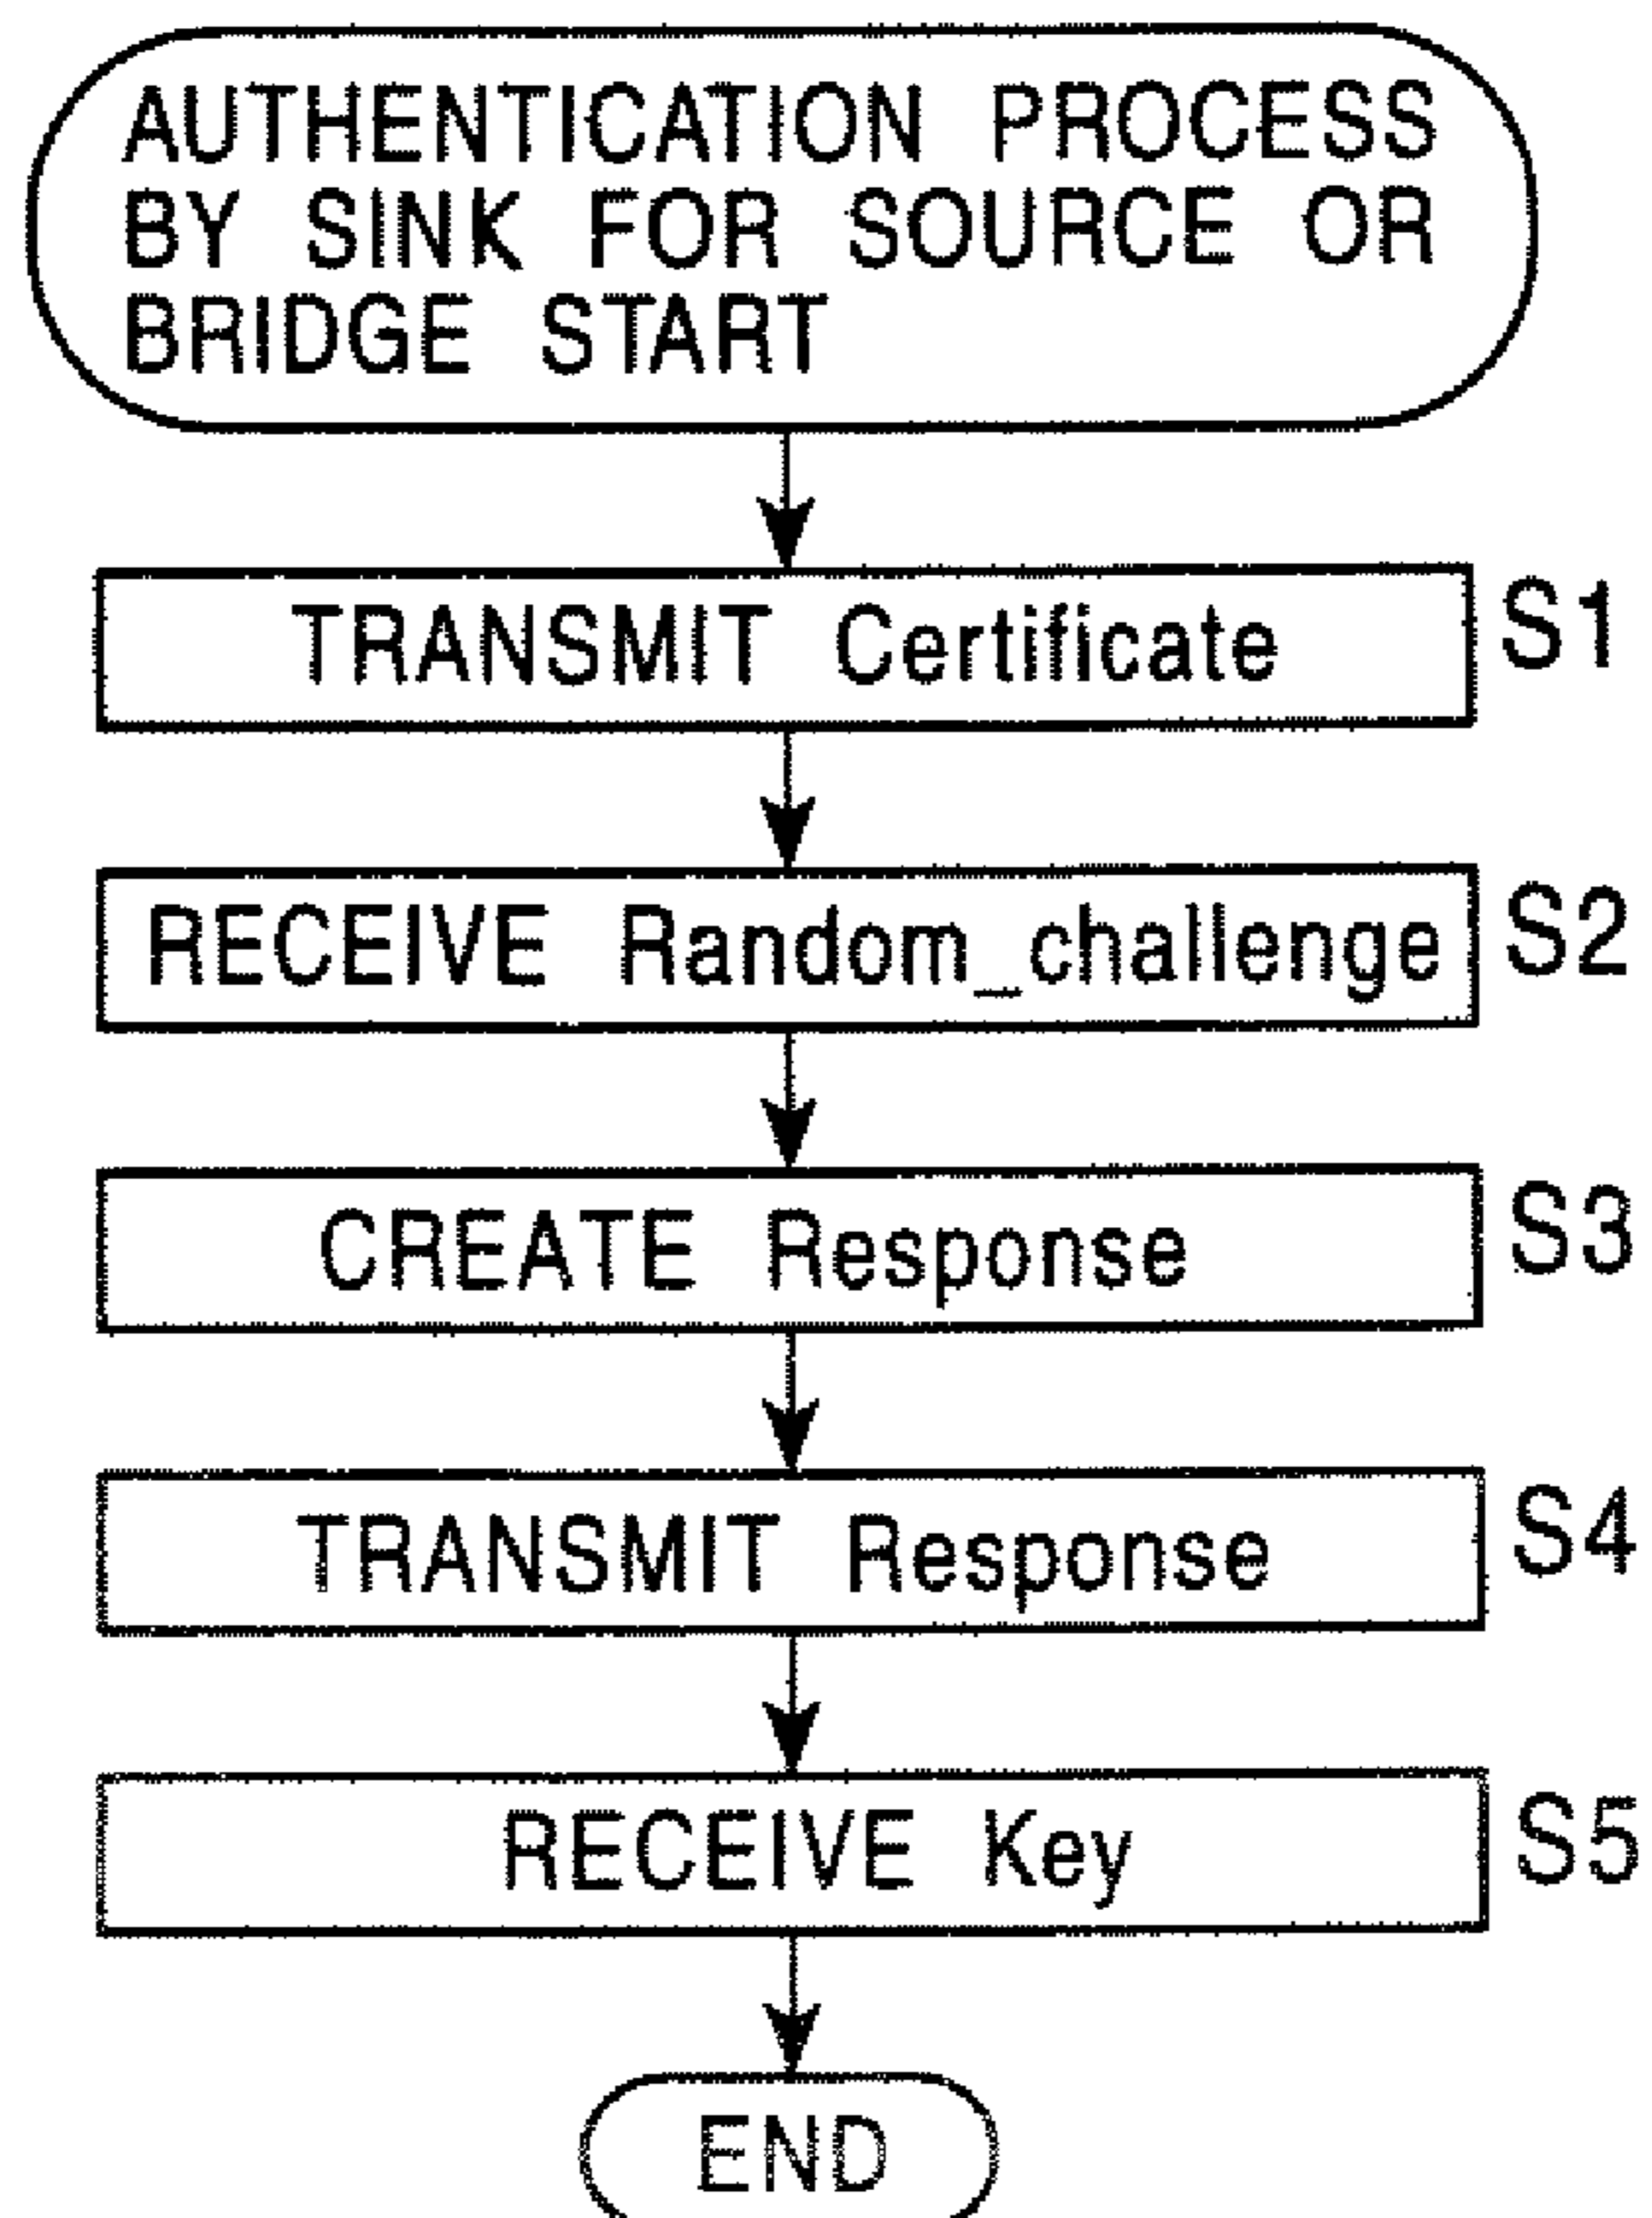 AUTHENTICATION PROCESS
BY SINK FOR SOURCE OR
BRIDGE START
TRANSMIT Certificate S1
RECEIVE Random_challenge S2
CREATE Response S3
TRANSMIT Response S4
RECEIVE Key S5
END